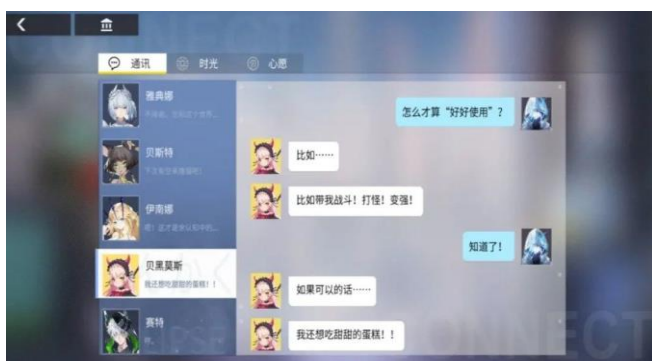 通讯
时光
心愿
雅典娜
贝斯特
伊南娜
贝黑莫斯
我还想吃甜甜的蛋糕！！
赛特
怎么才算“好好使用”？
比如……
比如带我战斗！打怪！变强！
知道了！
如果可以的话……
我还想吃甜甜的蛋糕！！